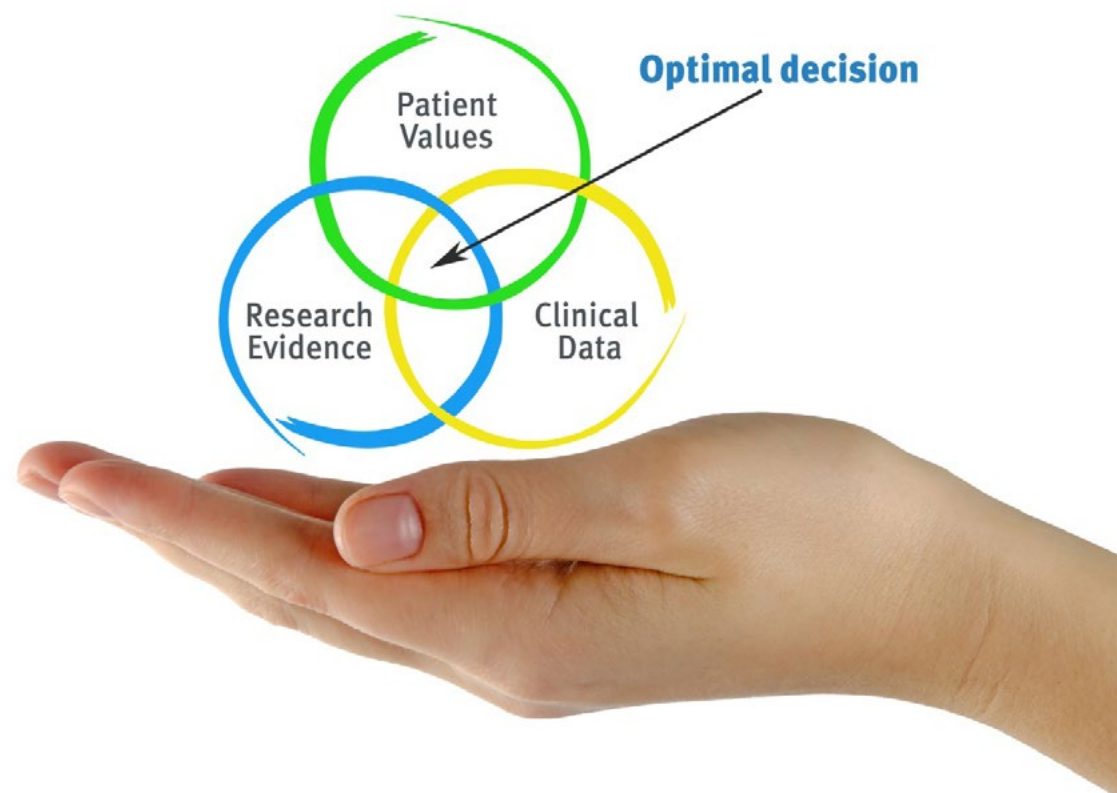 Optimal decision
Patient
Values
Research
Evidence
Clinical
Data